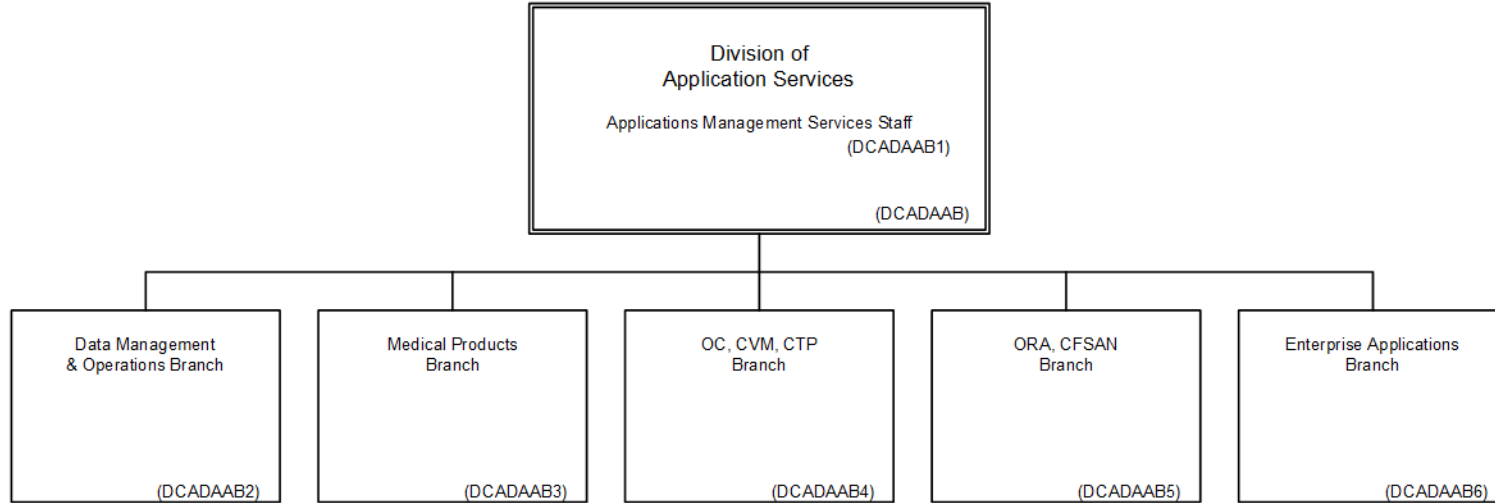 Division of
Application Services
Applications Management Services Staff
(DCADAAB1)
(DCADAAB)
Data Management
& Operations Branch
(DCADAAB2)
Medical Products
Branch
(DCADAAB3)
OC, CVM, CTP
Branch
(DCADAAB4)
ORA, CFSAN
Branch
(DCADAAB5)
Enterprise Applications
Branch
(DCADAAB6)